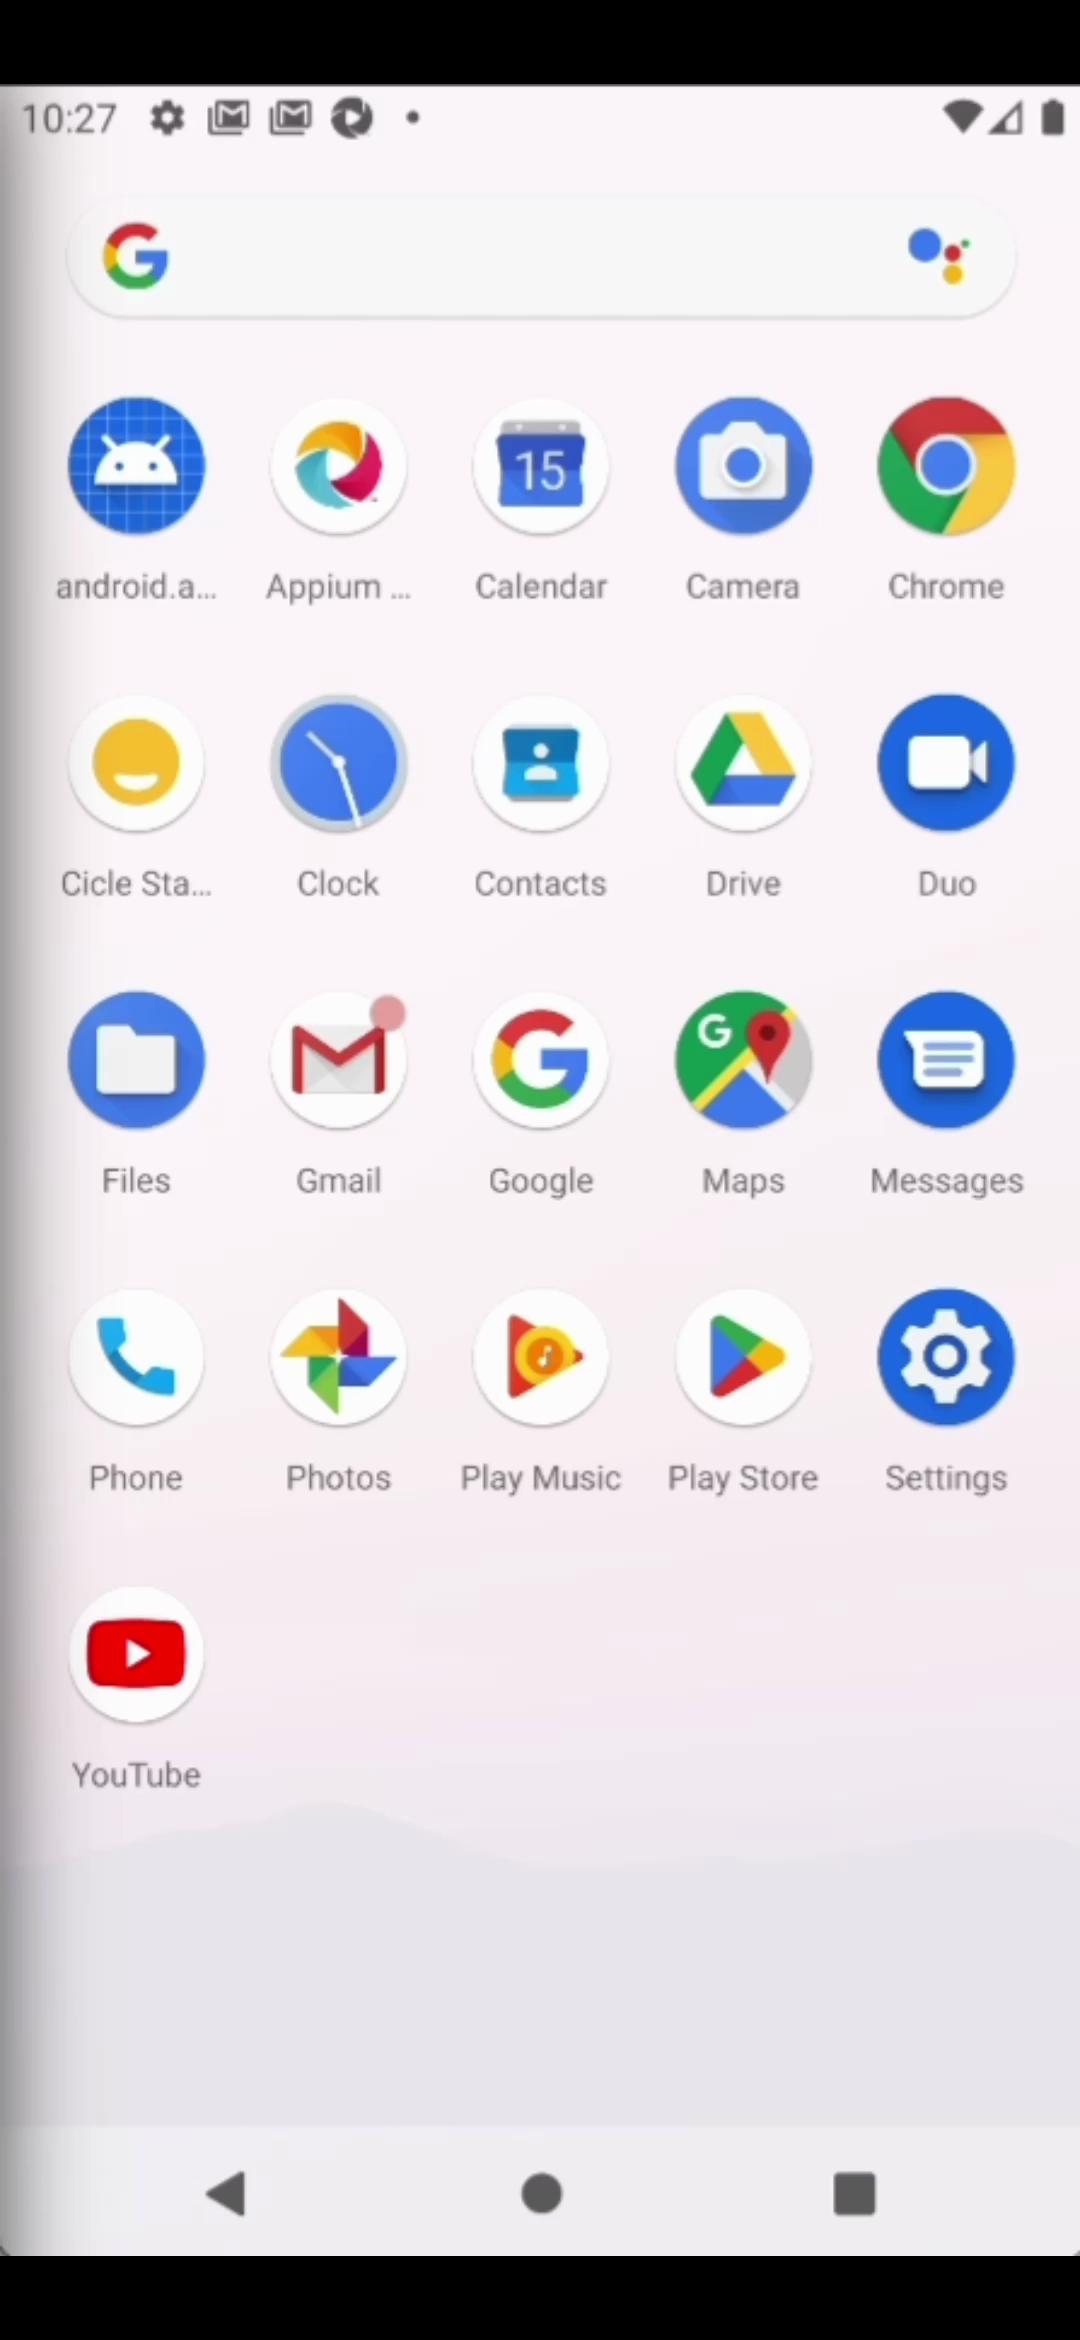 10:27
android.a... Appium ... Calendar Camera Chrome
15
Cicle Sta... Clock Contacts Drive Duo
Files Gmail Google Maps Messages
Phone Photos Play Music Play Store Settings
YouTube